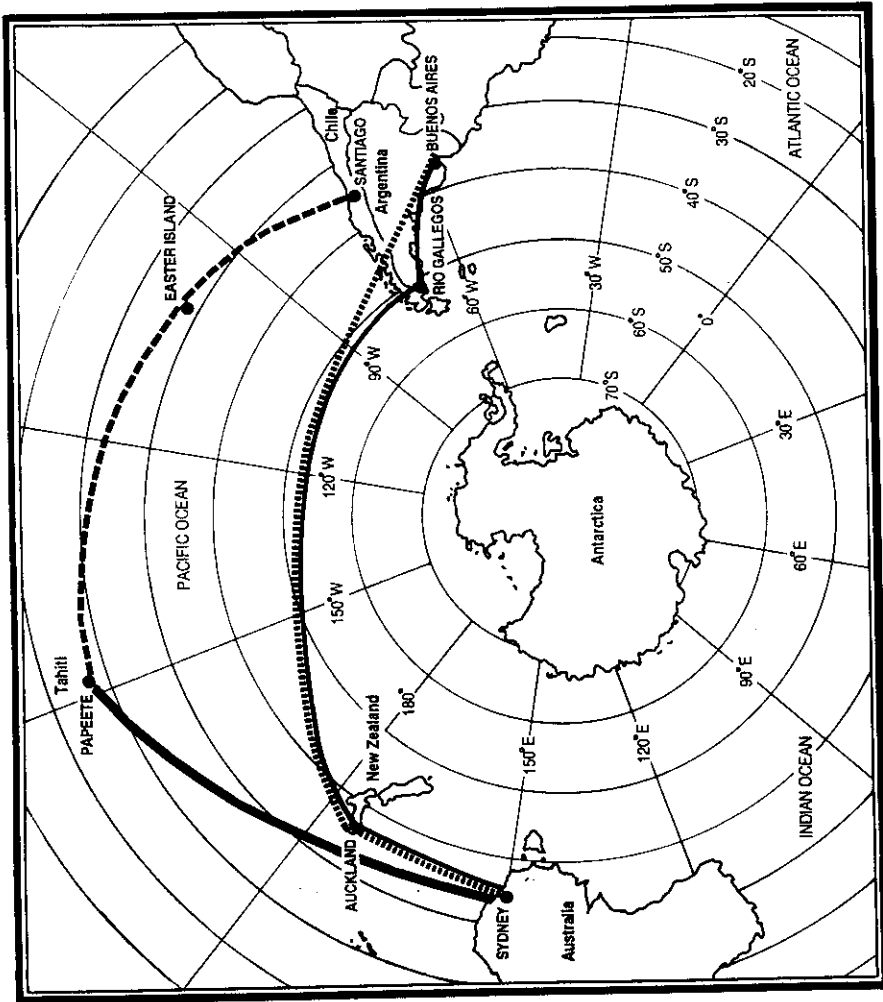 Tahiti
PAPEETE
EASTER ISLAND
PACIFIC OCEAN
120°W
Chile
150°W
AUCKLAND
SANTIAGO
New Zealand
90°W
Argentina
180°
BUENOS AIRES
RIO GALLEGOS
60°W
SYDNEY
150°E
Australia
30°W
Antarctica
70°S
60°S
120°E
50°S
40°S
0°
30°S
90°E
20°S
30°E
ATLANTIC OCEAN
60°E
INDIAN OCEAN